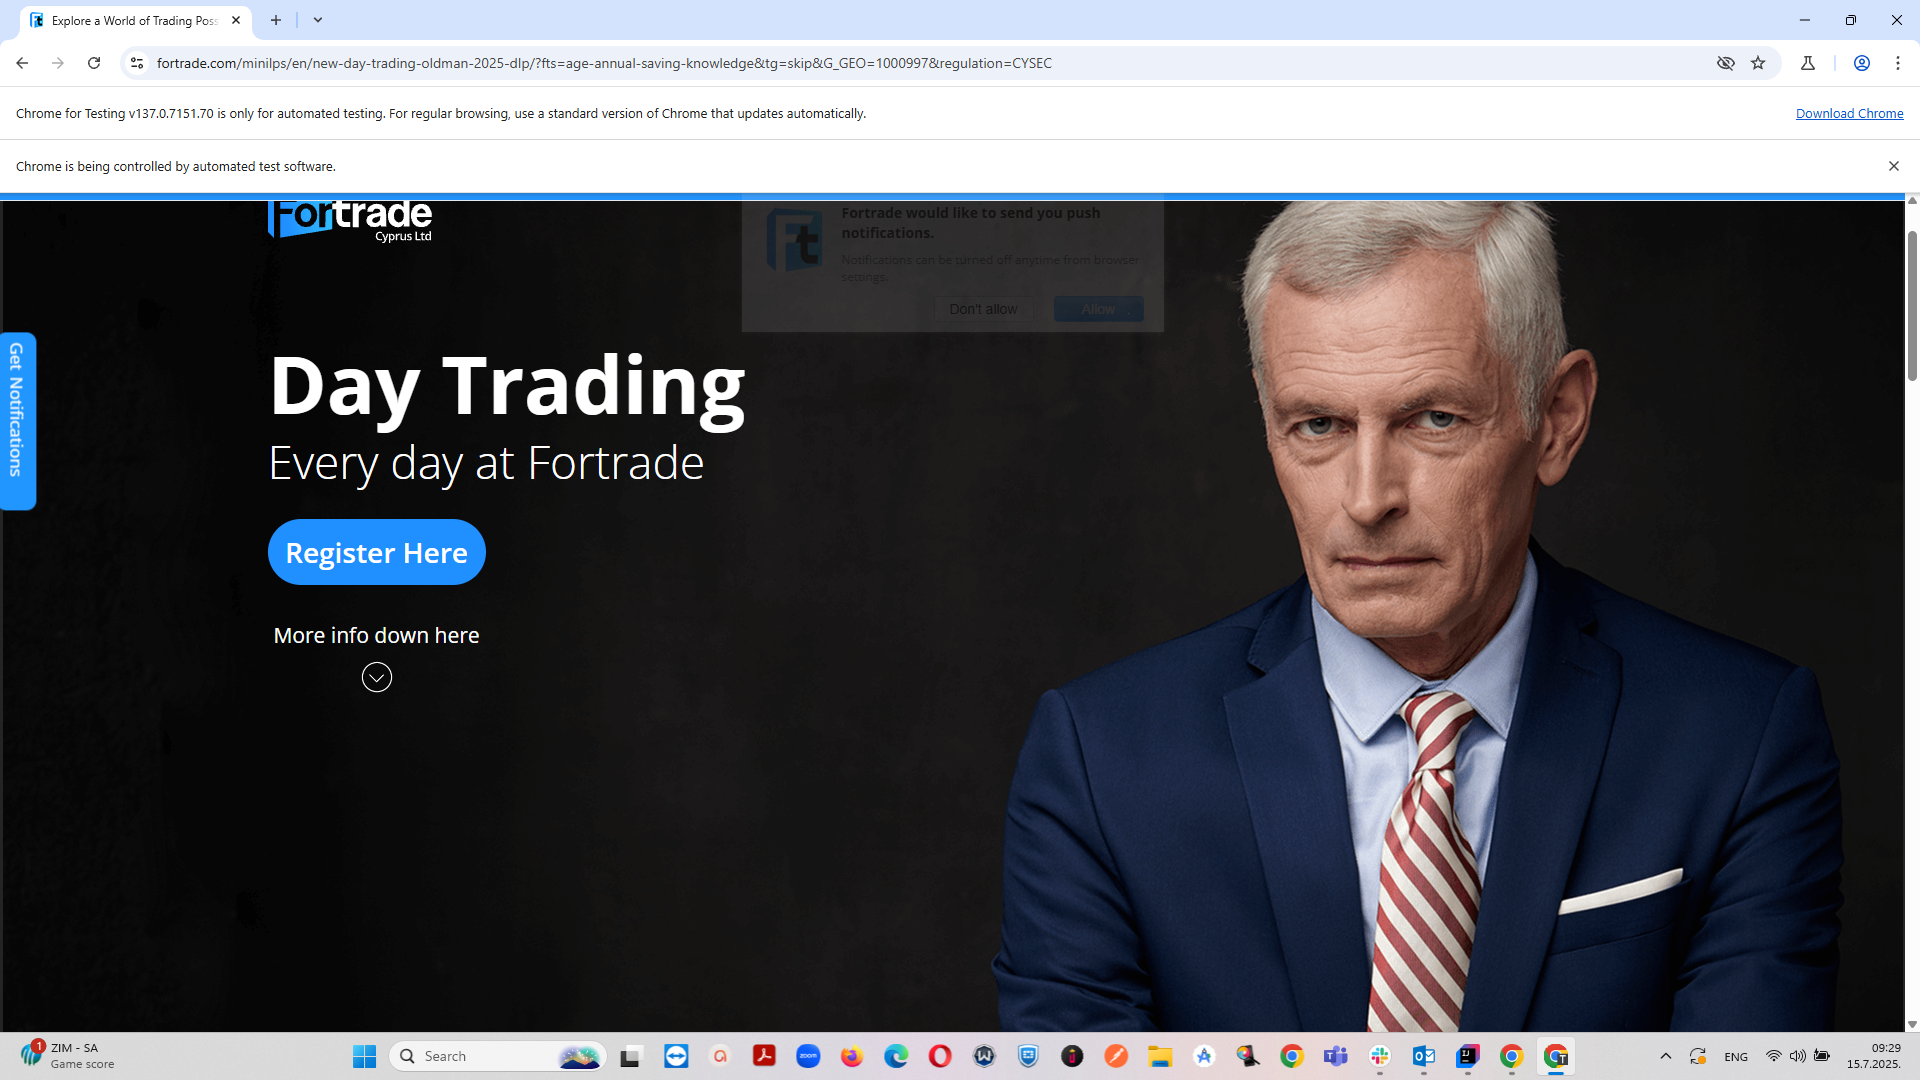 Explore a World of Trading Poss
fortrade.com/minilps/en/new-day-trading-oldman-2025-dlp/?fts=age-annual-saving-knowledge&tg=skip&G_GEO=1000997&regulation=CYSEC
Chrome for Testing v137.0.7151.70 is only for automated testing. For regular browsing, use a standard version of Chrome that updates automatically.
Download Chrome
Chrome is being controlled by automated test software.
Fortrade
Cyprus Ltd
Ft
Fortrade would like to send you push
notifications.
Notifications can be turned off anytime from browser
settings.
Don't allow
Allow
Get Notifications
Day Trading
Every day at Fortrade
Register Here
More info down here
1
ZIM - SA
Game score
Search
zoom
ENG
09:29
15.7.2025.